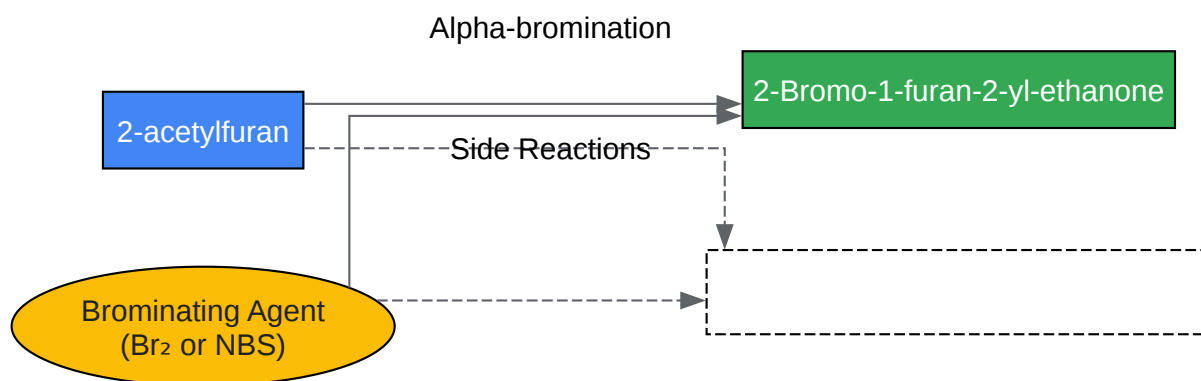 Alpha-bromination
2-Bromo-1-furan-2-yl-ethanone
2-acetylfuran
Side Reactions
Brominating Agent
(Br₂ or NBS)